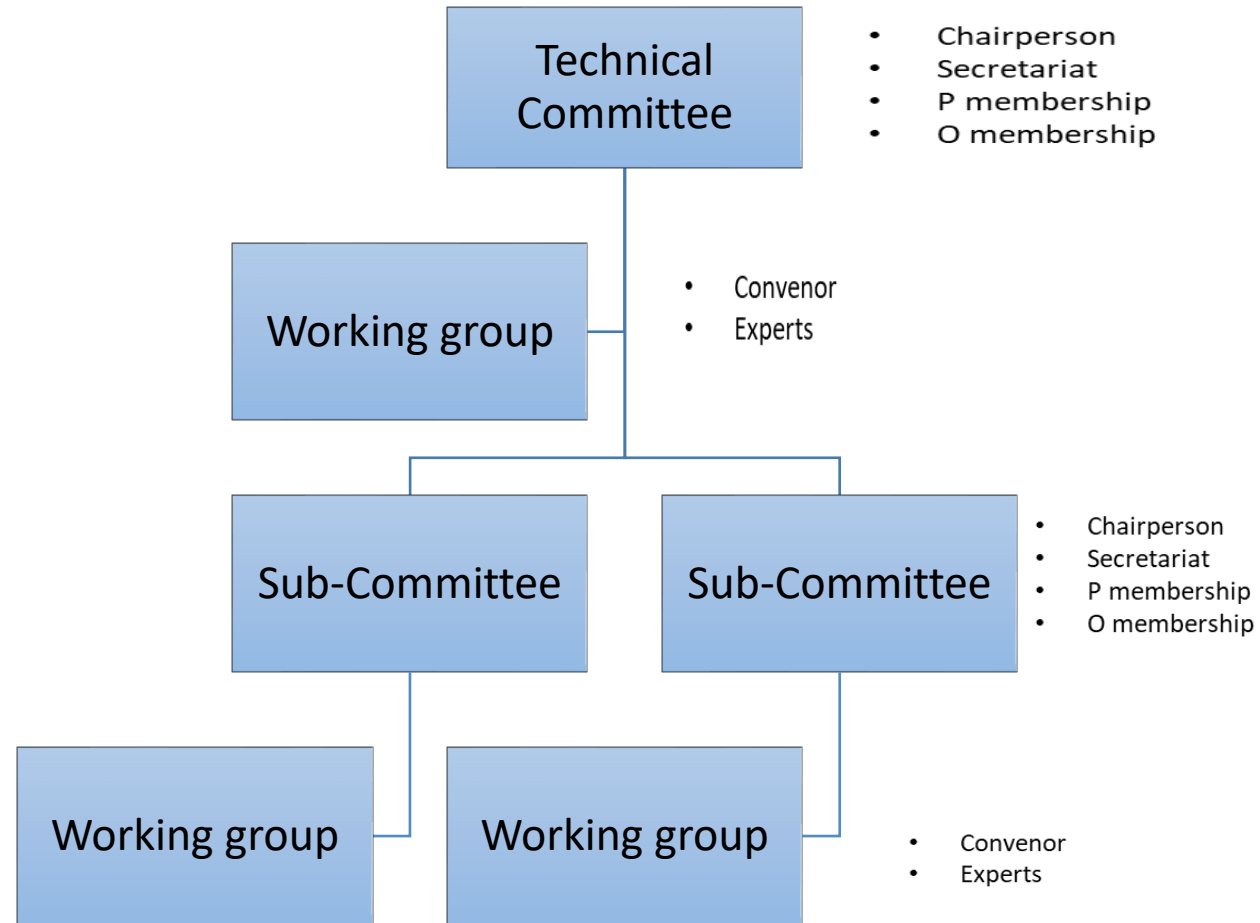 Technical
Committee
• Chairperson
• Secretariat
• P membership
• O membership
Working group
• Convenor
• Experts
Sub-Committee
Sub-Committee
• Chairperson
• Secretariat
• P membership
• O membership
Working group
Working group
• Convenor
• Experts